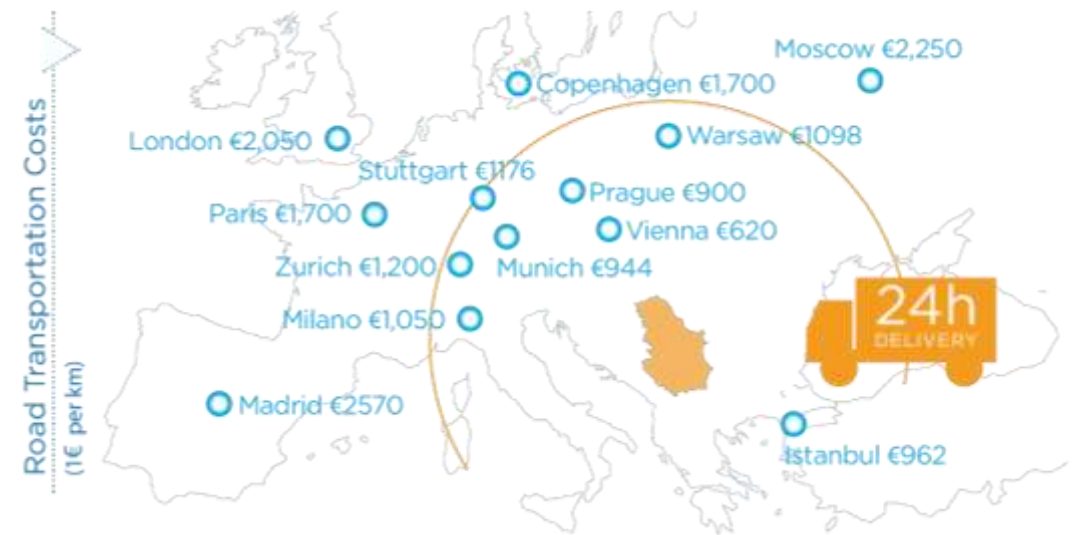 Road Transportation Costs
(1€ per km)
Moscow €2,250
Copenhagen €1,700
Warsaw €1098
London €2,050
Stuttgart €1176
Prague €900
Paris €1,700
Vienna €620
Zurich €1,200
Munich €944
Milano €1,050
24h
DELIVERY
Madrid €2570
Istanbul €962